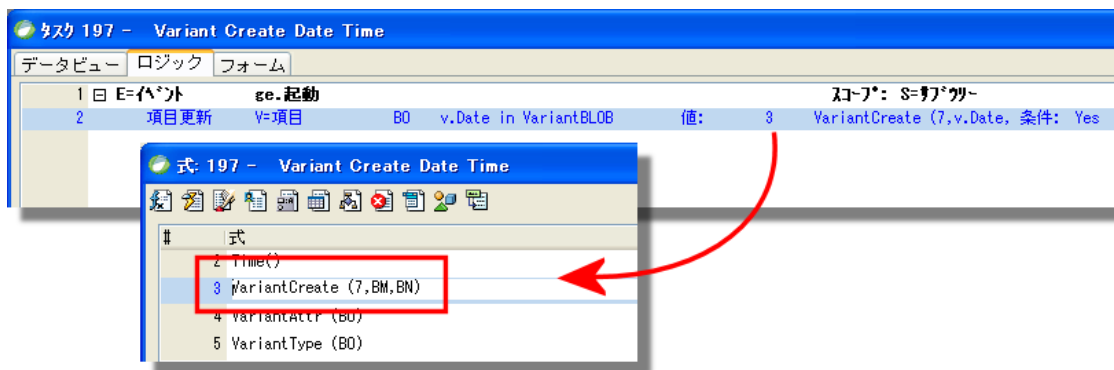 タスク 197 - Variant Create Date Time
データビュー ロジック フォーム
1 E=イベント ge.起動 スコープ: S=サブツリー
2 項目更新 V=項目 BO v.Date in VariantBLOB 値: 3 VariantCreate (7,v.Date, 条件: Yes
式: 197 - Variant Create Date Time
# 式
2 Time()
3 VariantCreate (7,BM,BN)
4 VariantAttr (BO)
5 VariantType (BO)